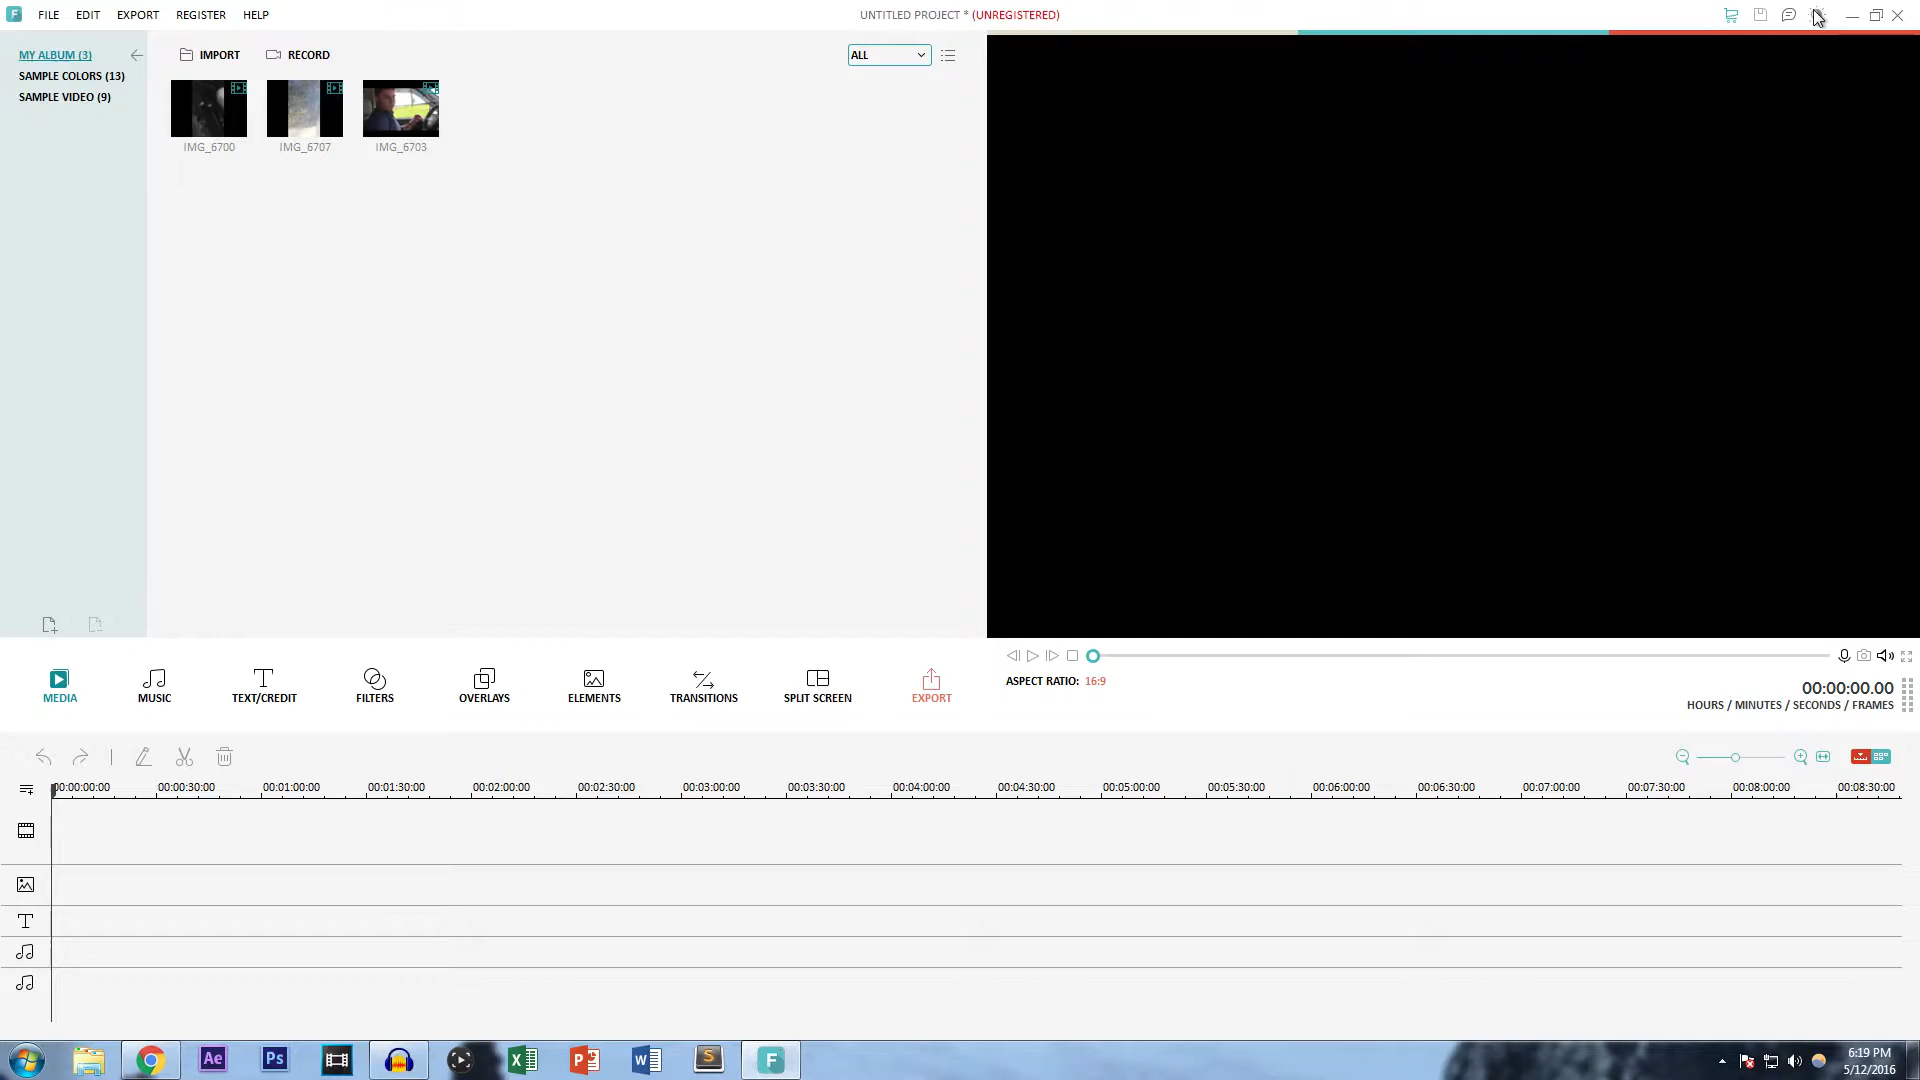 FILE EDIT EXPORT REGISTER HELP
UNTITLED PROJECT * (UNREGISTERED)
MY ALBUM (3)
SAMPLE COLORS (13)
SAMPLE VIDEO (9)
IMPORT RECORD
ALL
IMG_6700 IMG_6707 IMG_6703
MEDIA MUSIC TEXT/CREDIT FILTERS OVERLAYS ELEMENTS TRANSITIONS SPLIT SCREEN EXPORT
ASPECT RATIO: 16:9
00:00:00.00
HOURS / MINUTES / SECONDS / FRAMES
00:00:00:00 00:00:30:00 00:01:00:00 00:01:30:00 00:02:00:00 00:02:30:00 00:03:00:00 00:03:30:00 00:04:00:00 00:04:30:00 00:05:00:00 00:05:30:00 00:06:00:00 00:06:30:00 00:07:00:00 00:07:30:00 00:08:00:00 00:08:30:00
Ae Ps
6:19 PM
5/12/2016